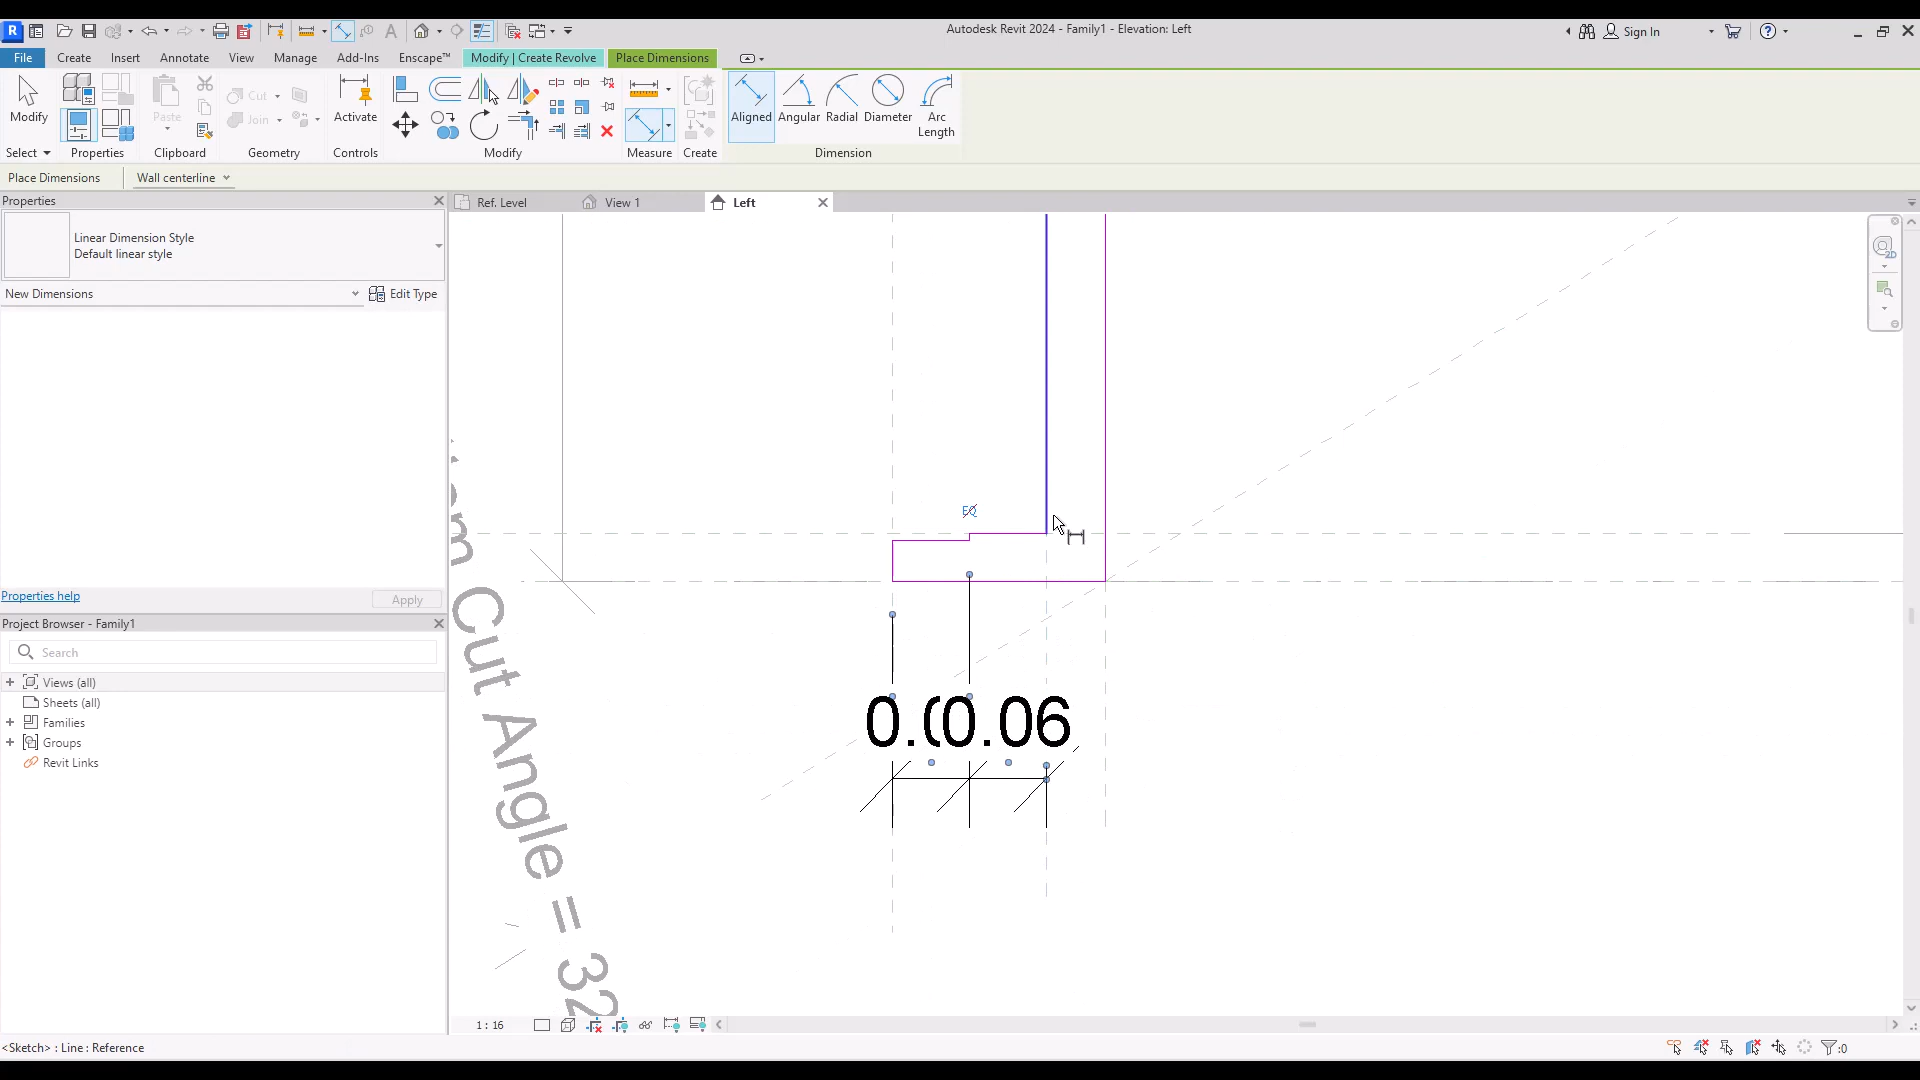 Autodesk Revit 2024 - Family1 - Elevation: Left
Sign In
File
Create
Insert
Annotate
Manage
View
Add-Ins
Enscape™
Modify | Create Revolve
Place Dimensions
Modify
Paste
Cut
Join
Activate
Aligned
Angular
Radial
Diameter
Arc Length
Select
Properties
Clipboard
Geometry
Controls
Modify
Measure
Create
Dimension
Place Dimensions
Wall centerline
Properties
Ref. Level
View 1
Left
Linear Dimension Style
Default linear style
New Dimensions
Edit Type
2D
EQ
0.06
Cut Angle = 32
Properties help
Apply
Project Browser - Family1
Search
Views (all)
Sheets (all)
Families
Groups
Revit Links
1 : 16
<Sketch> : Line : Reference
:0